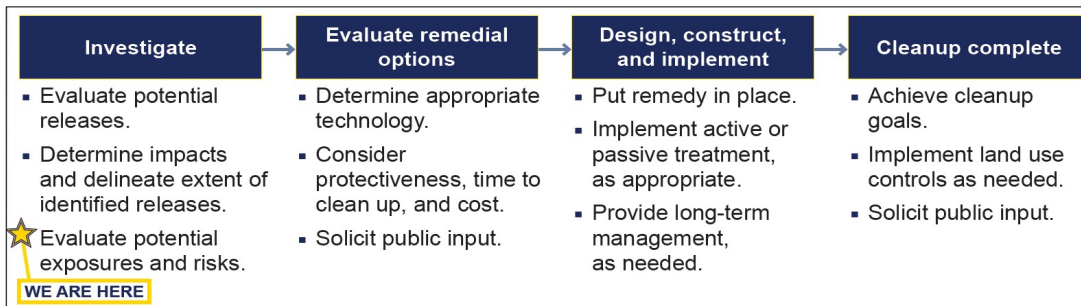 Investigate
Evaluate potential
releases.
Determine impacts
and delineate extent of
identified releases.
Evaluate potential
exposures and risks.
WE ARE HERE
Evaluate remedial
options
Determine appropriate
technology.
Consider
protectiveness, time to
clean up, and cost.
Solicit public input.
Design, construct,
and implement
Put remedy in place.
Implement active or
passive treatment,
as appropriate.
Provide long-term
management,
as needed.
Cleanup complete
Achieve cleanup
goals.
Implement land use
controls as needed.
Solicit public input.